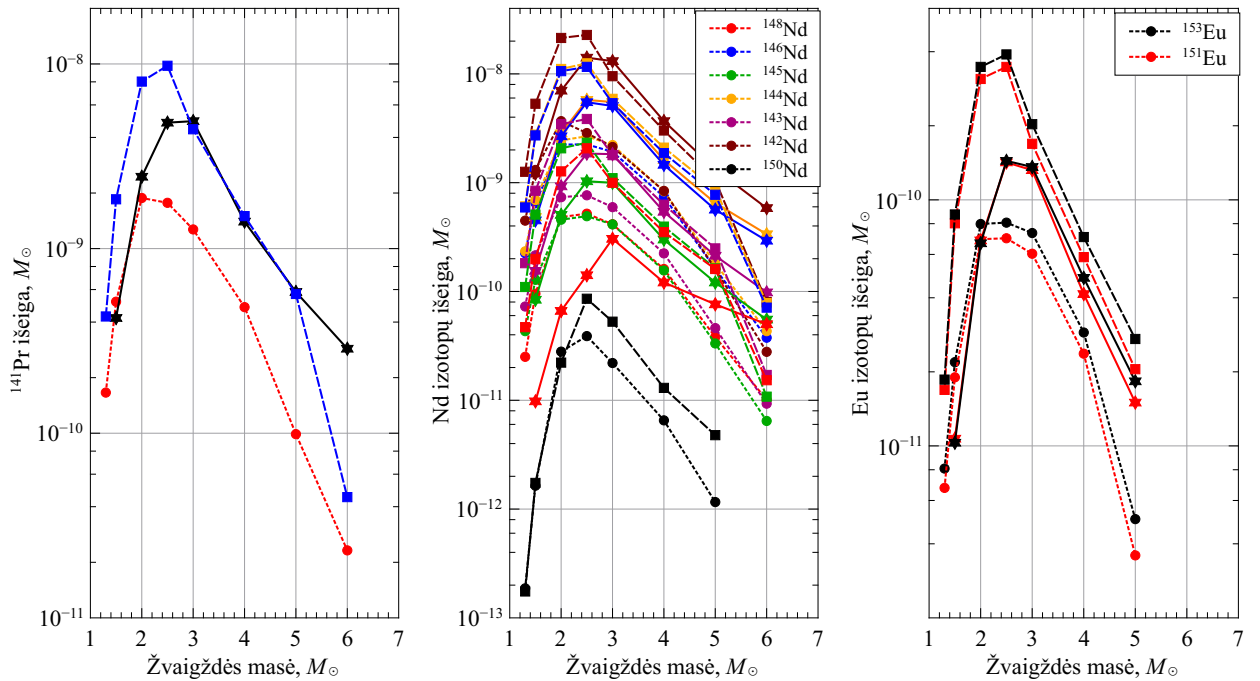 ¹⁴¹Pr išeiga, M⊙
10⁻⁸
10⁻⁹
10⁻¹⁰
10⁻¹¹
1 2 3 4 5 6 7
Žvaigždės masė, M⊙
Nd izotopų išeiga, M⊙
10⁻⁸
10⁻⁹
10⁻¹⁰
10⁻¹¹
10⁻¹²
10⁻¹³
1 2 3 4 5 6 7
Žvaigždės masė, M⊙
¹⁴⁸Nd
¹⁴⁶Nd
¹⁴⁵Nd
¹⁴⁴Nd
¹⁴³Nd
¹⁴²Nd
¹⁵⁰Nd
Eu izotopų išeiga, M⊙
10⁻¹⁰
10⁻¹¹
1 2 3 4 5 6 7
Žvaigždės masė, M⊙
¹⁵³Eu
¹⁵¹Eu